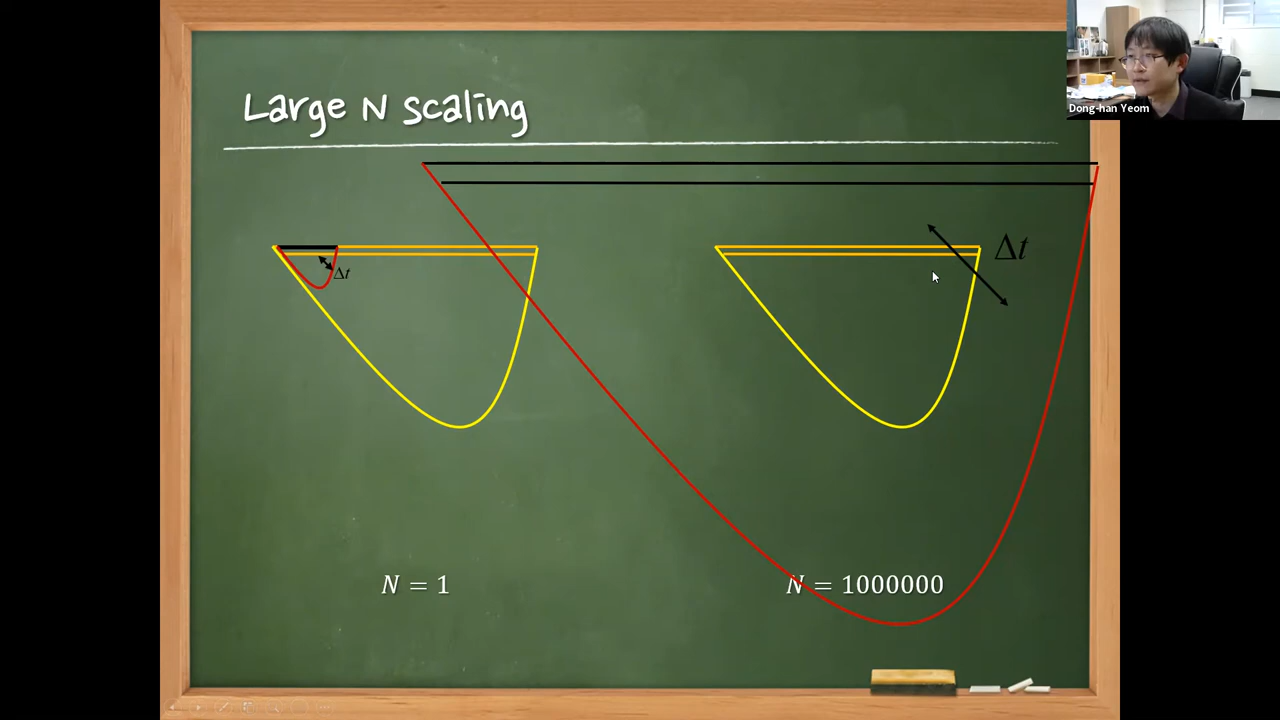 Dong-han Yeom
Large N scaling
Δt
Δt
N = 1
N = 1000000